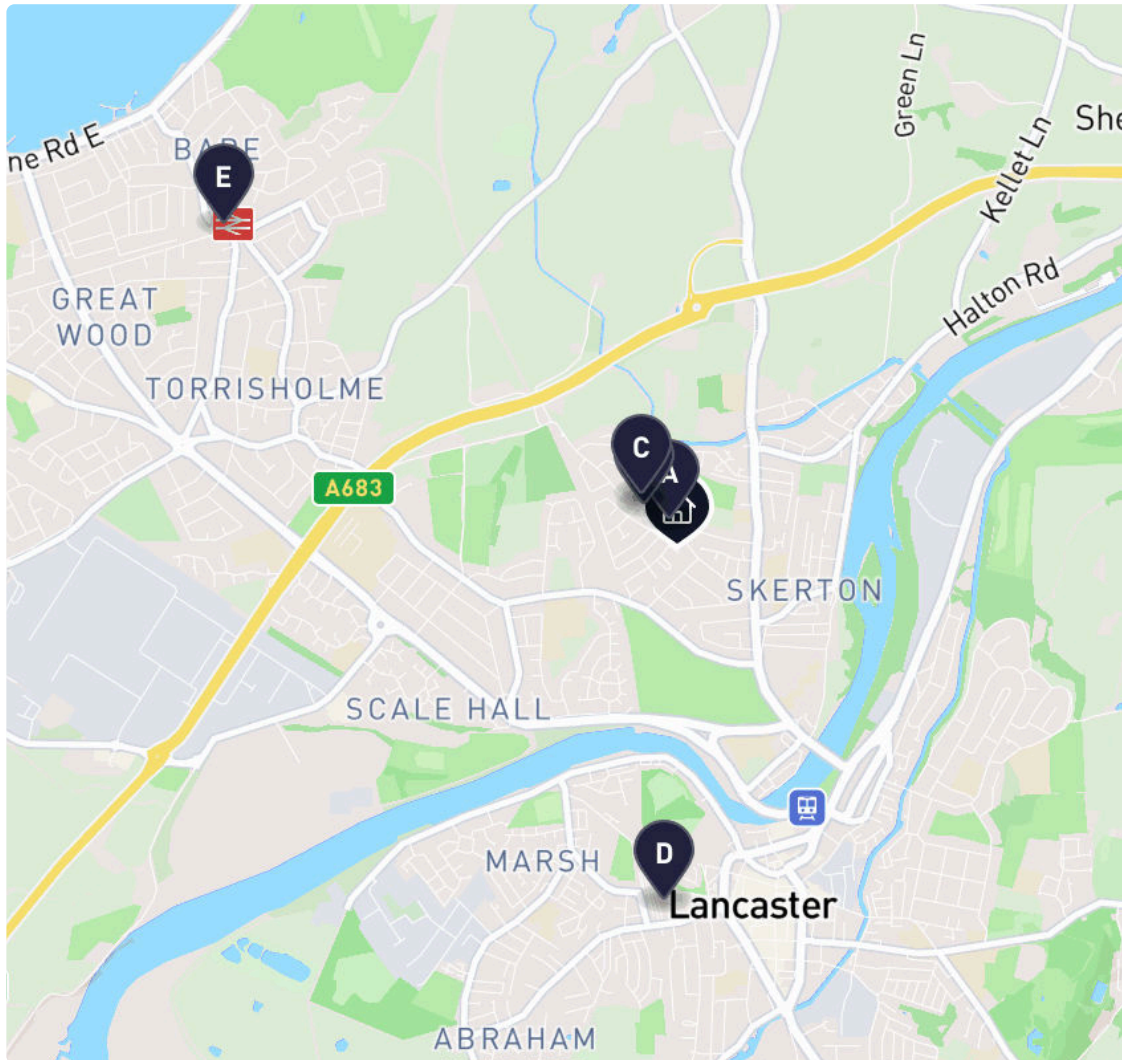 ne Rd E
BARE
E
Green Ln
Kellet Ln
She
Halton Rd
GREAT
WOOD
TORRISHOLME
A683
C
A
SKERTON
SCALE HALL
MARSH
D
Lancaster
ABRAHAM